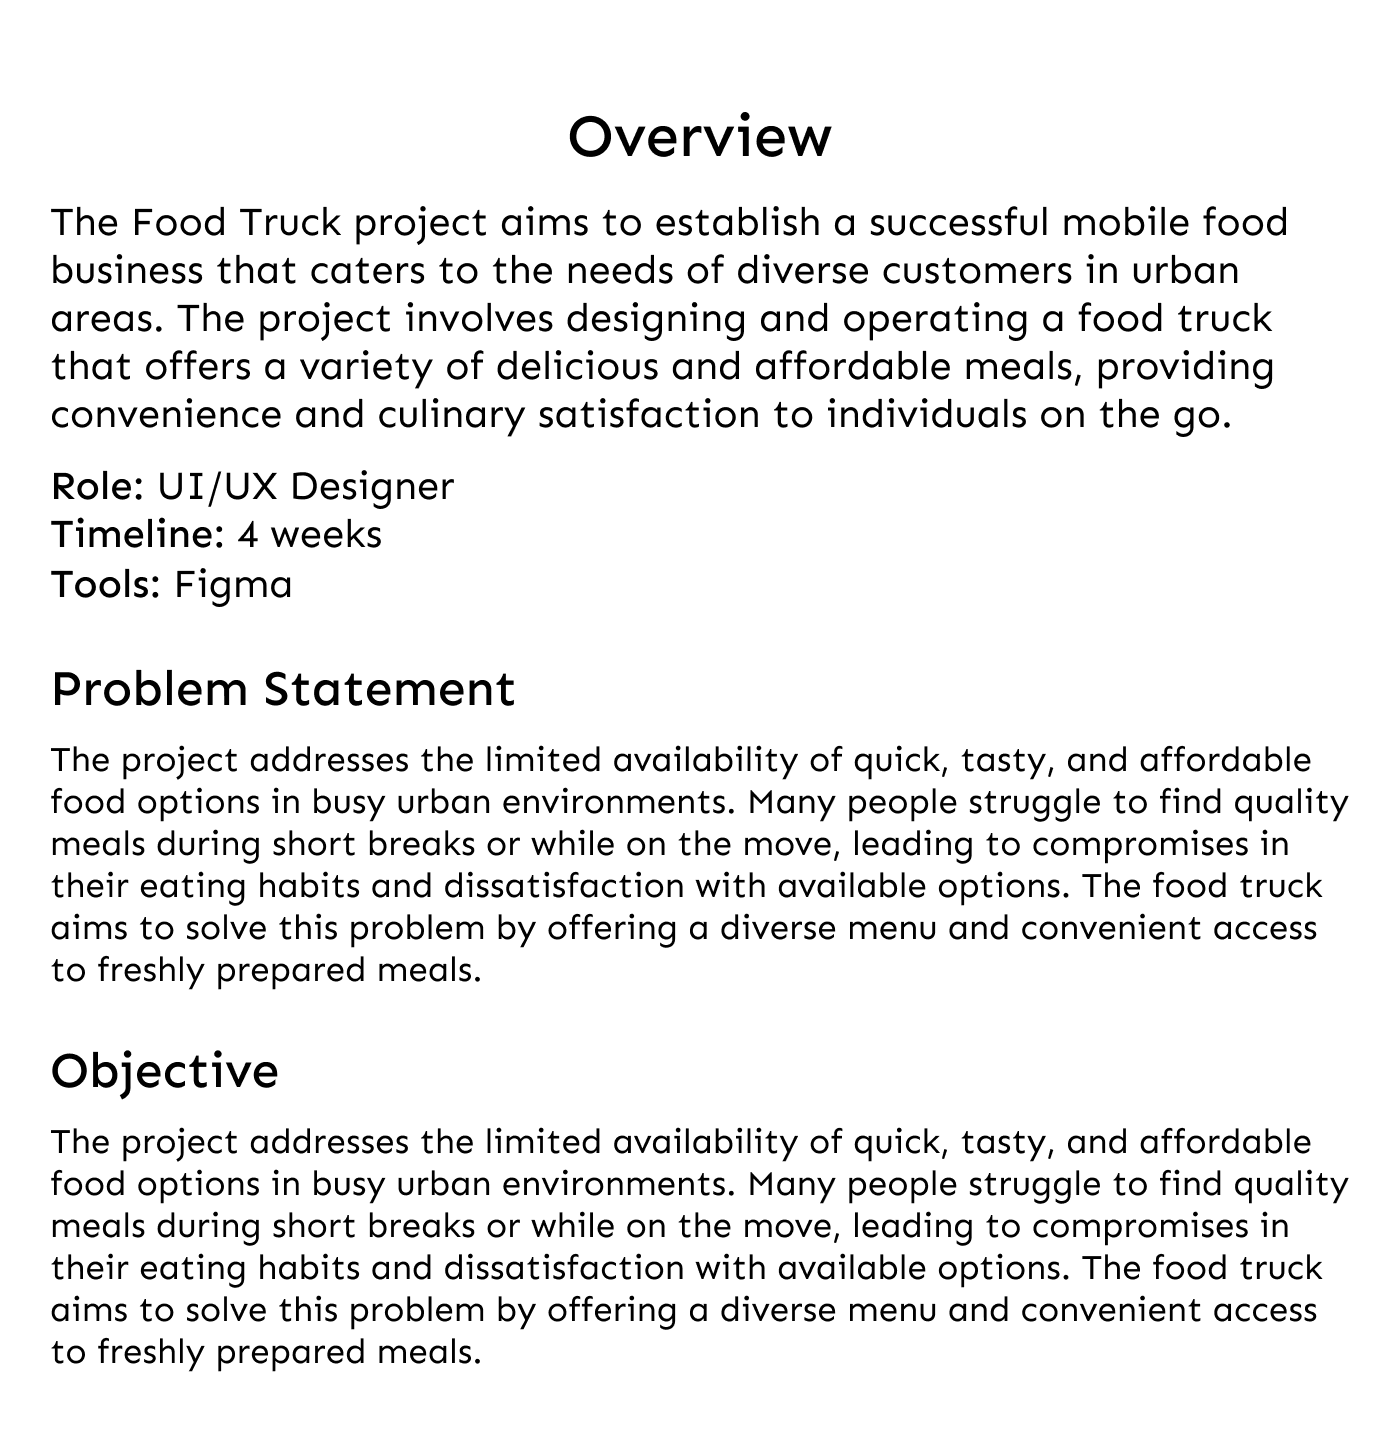 Overview
The Food Truck project aims to establish a successful mobile food
business that caters to the needs of diverse customers in urban
areas. The project involves designing and operating a food truck
that offers a variety of delicious and affordable meals, providing
convenience and culinary satisfaction to individuals on the go.
Role: UI/UX Designer
Timeline: 4 weeks
Tools: Figma
Problem Statement
The project addresses the limited availability of quick, tasty, and affordable
food options in busy urban environments. Many people struggle to find quality
meals during short breaks or while on the move, leading to compromises in
their eating habits and dissatisfaction with available options. The food truck
aims to solve this problem by offering a diverse menu and convenient access
to freshly prepared meals.
Objective
The project addresses the limited availability of quick, tasty, and affordable
food options in busy urban environments. Many people struggle to find quality
meals during short breaks or while on the move, leading to compromises in
their eating habits and dissatisfaction with available options. The food truck
aims to solve this problem by offering a diverse menu and convenient access
to freshly prepared meals.